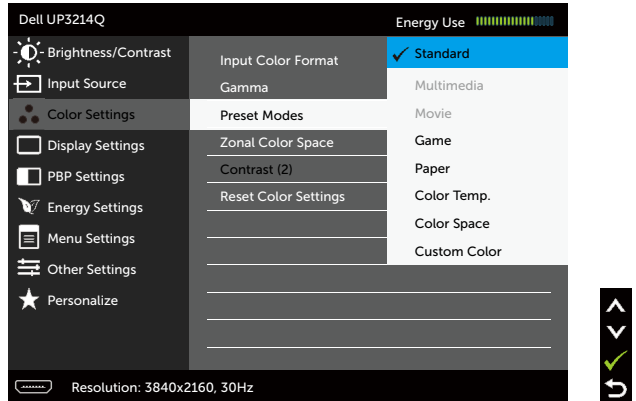 Dell UP3214Q
Energy Use
Brightness/Contrast
Input Source
Color Settings
Display Settings
PBP Settings
Energy Settings
Menu Settings
Other Settings
Personalize
Input Color Format
Gamma
Preset Modes
Zonal Color Space
Contrast (2)
Reset Color Settings
Standard
Multimedia
Movie
Game
Paper
Color Temp.
Color Space
Custom Color
Resolution: 3840x2160, 30Hz